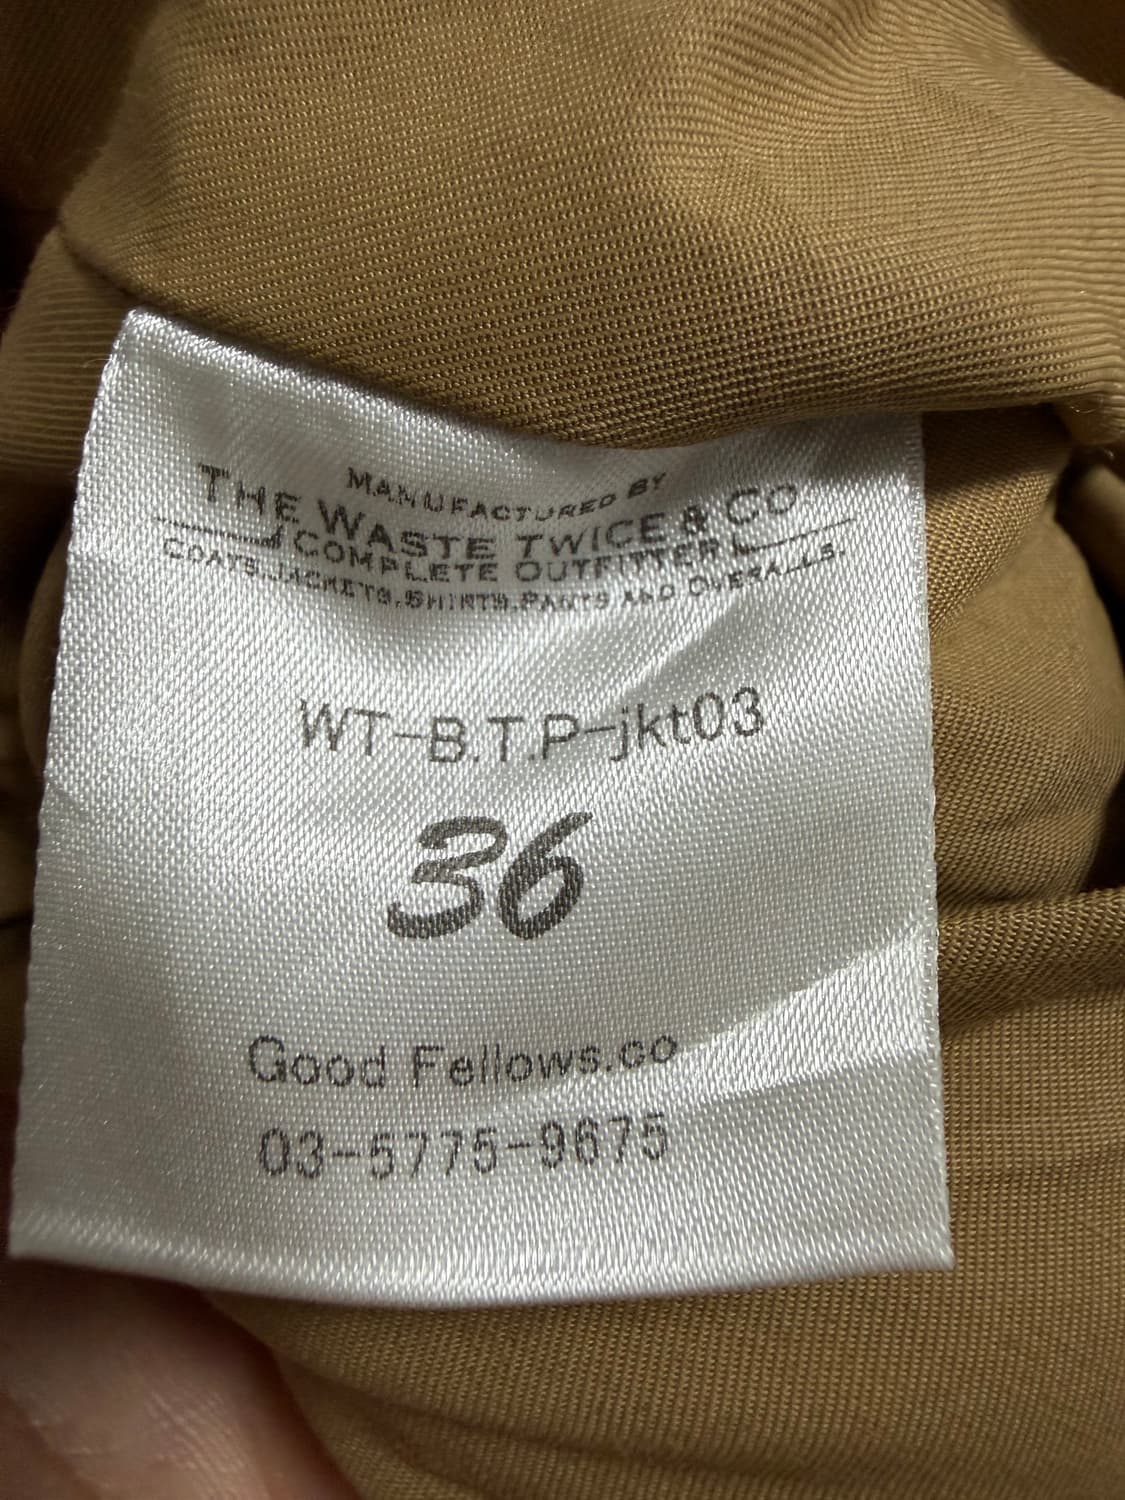 MANUFACTURED BY
THE WASTE TWICE & CO
COMPLETE OUTFITTER
COATS.JACKETS.SHIRTS.PANTS AND OVERALLS.
WT-B.T.P-jkt03
36
Good Fellows.co
03-5775-9675